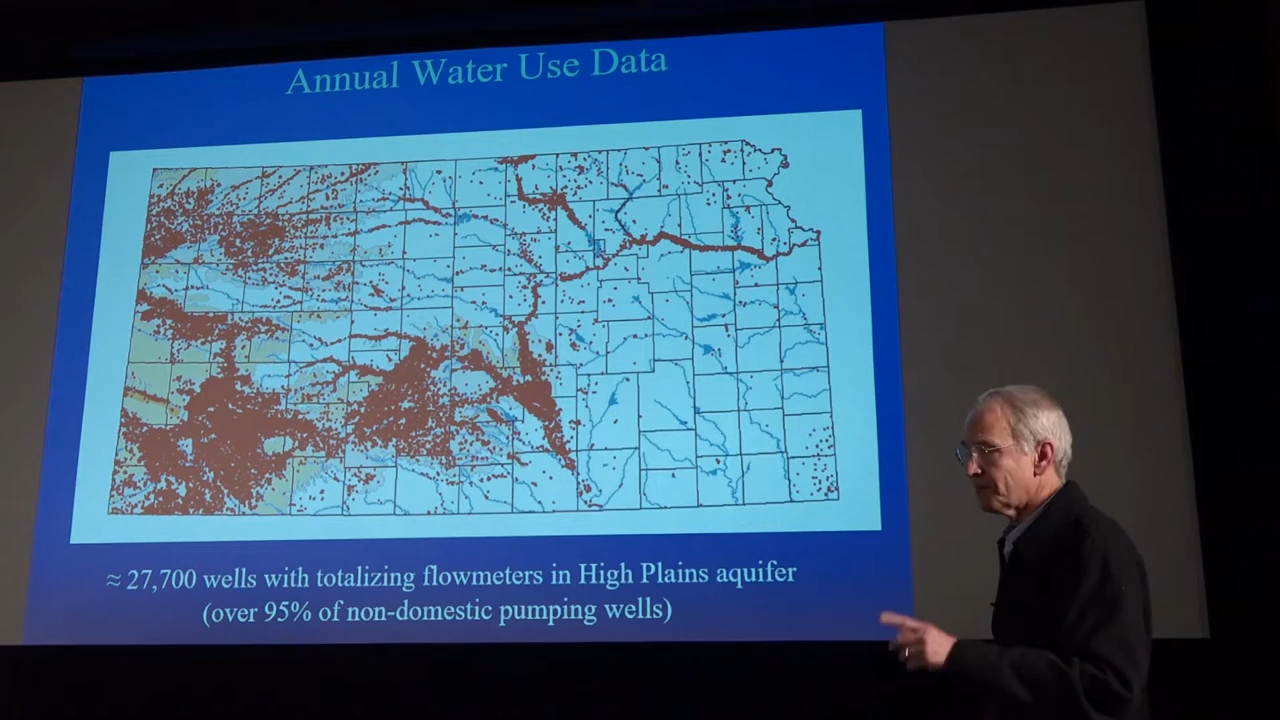 Annual Water Use Data
≈ 27,700 wells with totalizing flowmeters in High Plains aquifer
(over 95% of non-domestic pumping wells)